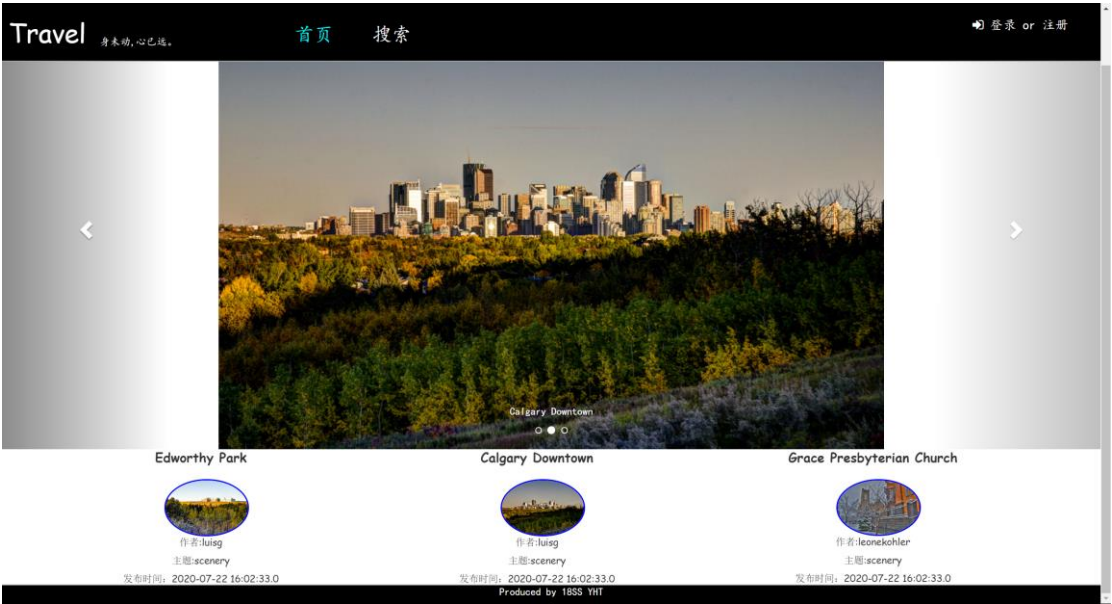 Travel 身未动,心已远。 首页 搜索 登录 or 注册
Calgary Downtown
Edworthy Park Calgary Downtown Grace Presbyterian Church
作者:luisg 作者:luisg 作者:leonekohler
主题:scenery 主题:scenery 主题:scenery
发布时间: 2020-07-22 16:02:33.0 发布时间: 2020-07-22 16:02:33.0 发布时间: 2020-07-22 16:02:33.0
Produced by 18SS YHT